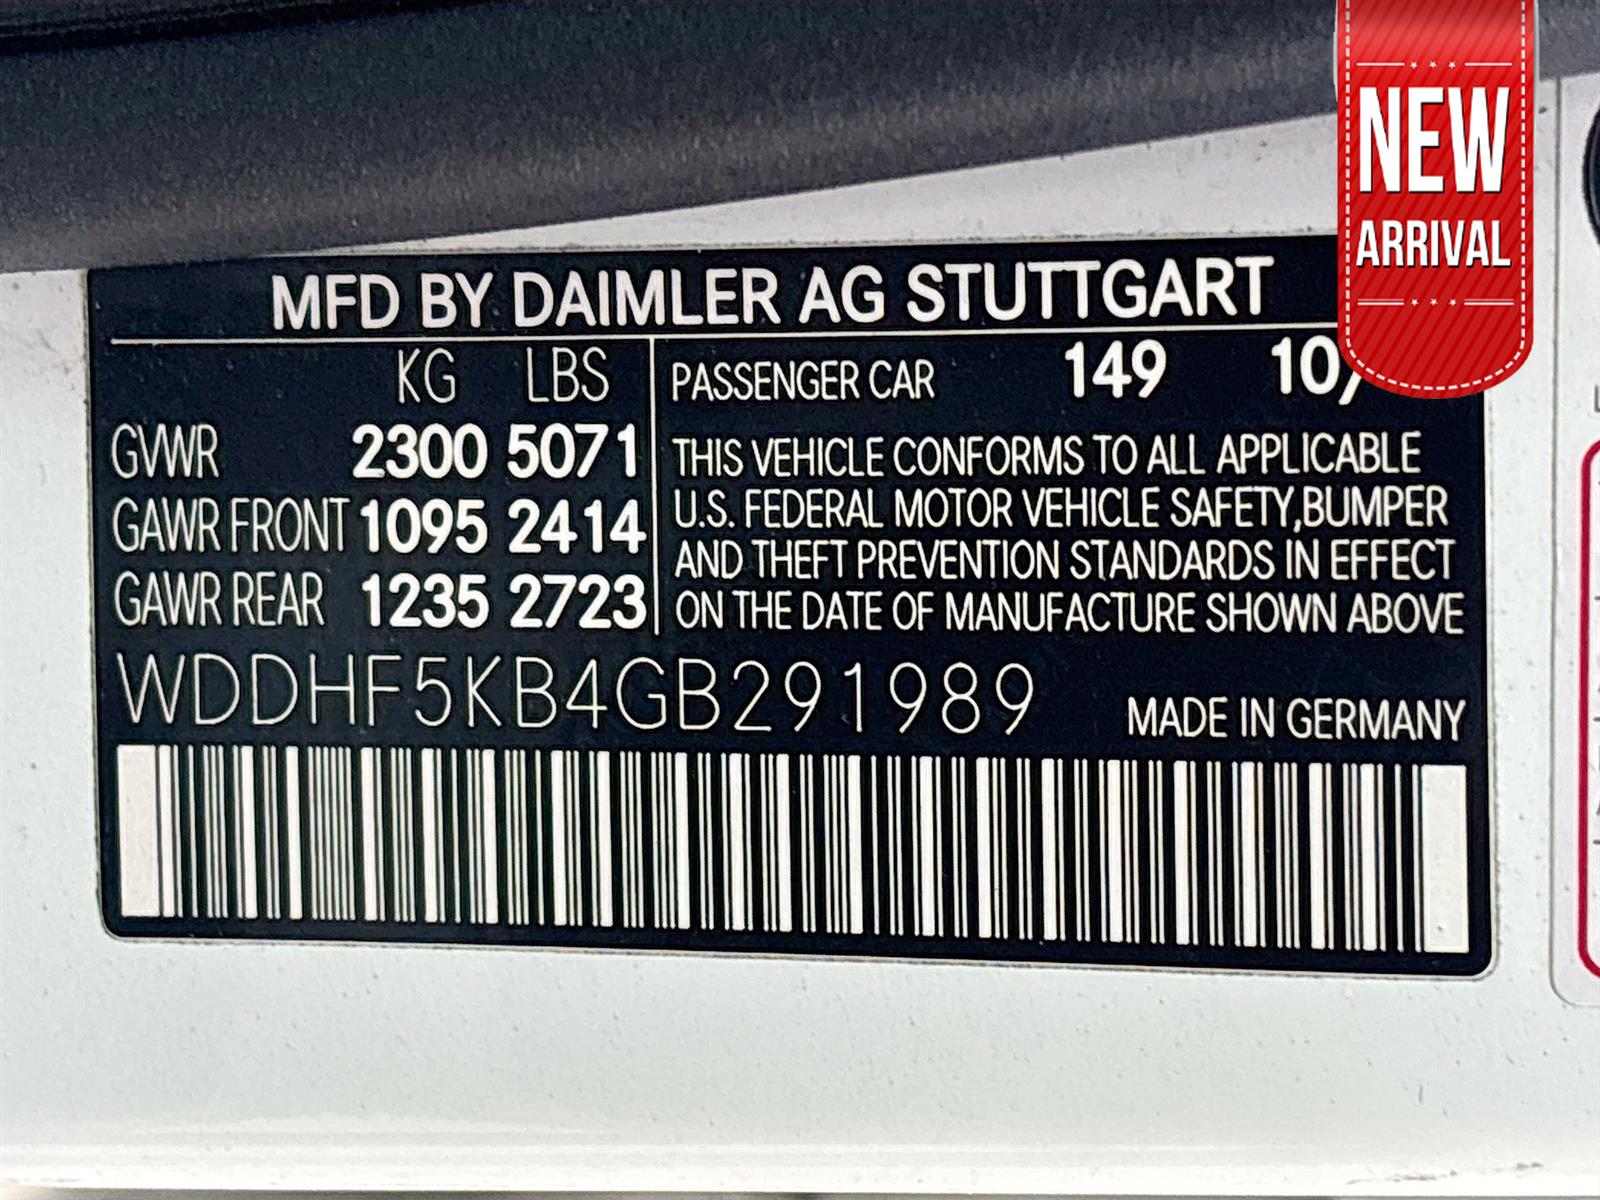 NEW
ARRIVAL
MFD BY DAIMLER AG STUTTGART
KG LBS
GVWR 2300 5071
GAWR FRONT 1095 2414
GAWR REAR 1235 2723
PASSENGER CAR 149 10/
THIS VEHICLE CONFORMS TO ALL APPLICABLE
U.S. FEDERAL MOTOR VEHICLE SAFETY,BUMPER
AND THEFT PREVENTION STANDARDS IN EFFECT
ON THE DATE OF MANUFACTURE SHOWN ABOVE
WDDHF5KB4GB291989
MADE IN GERMANY